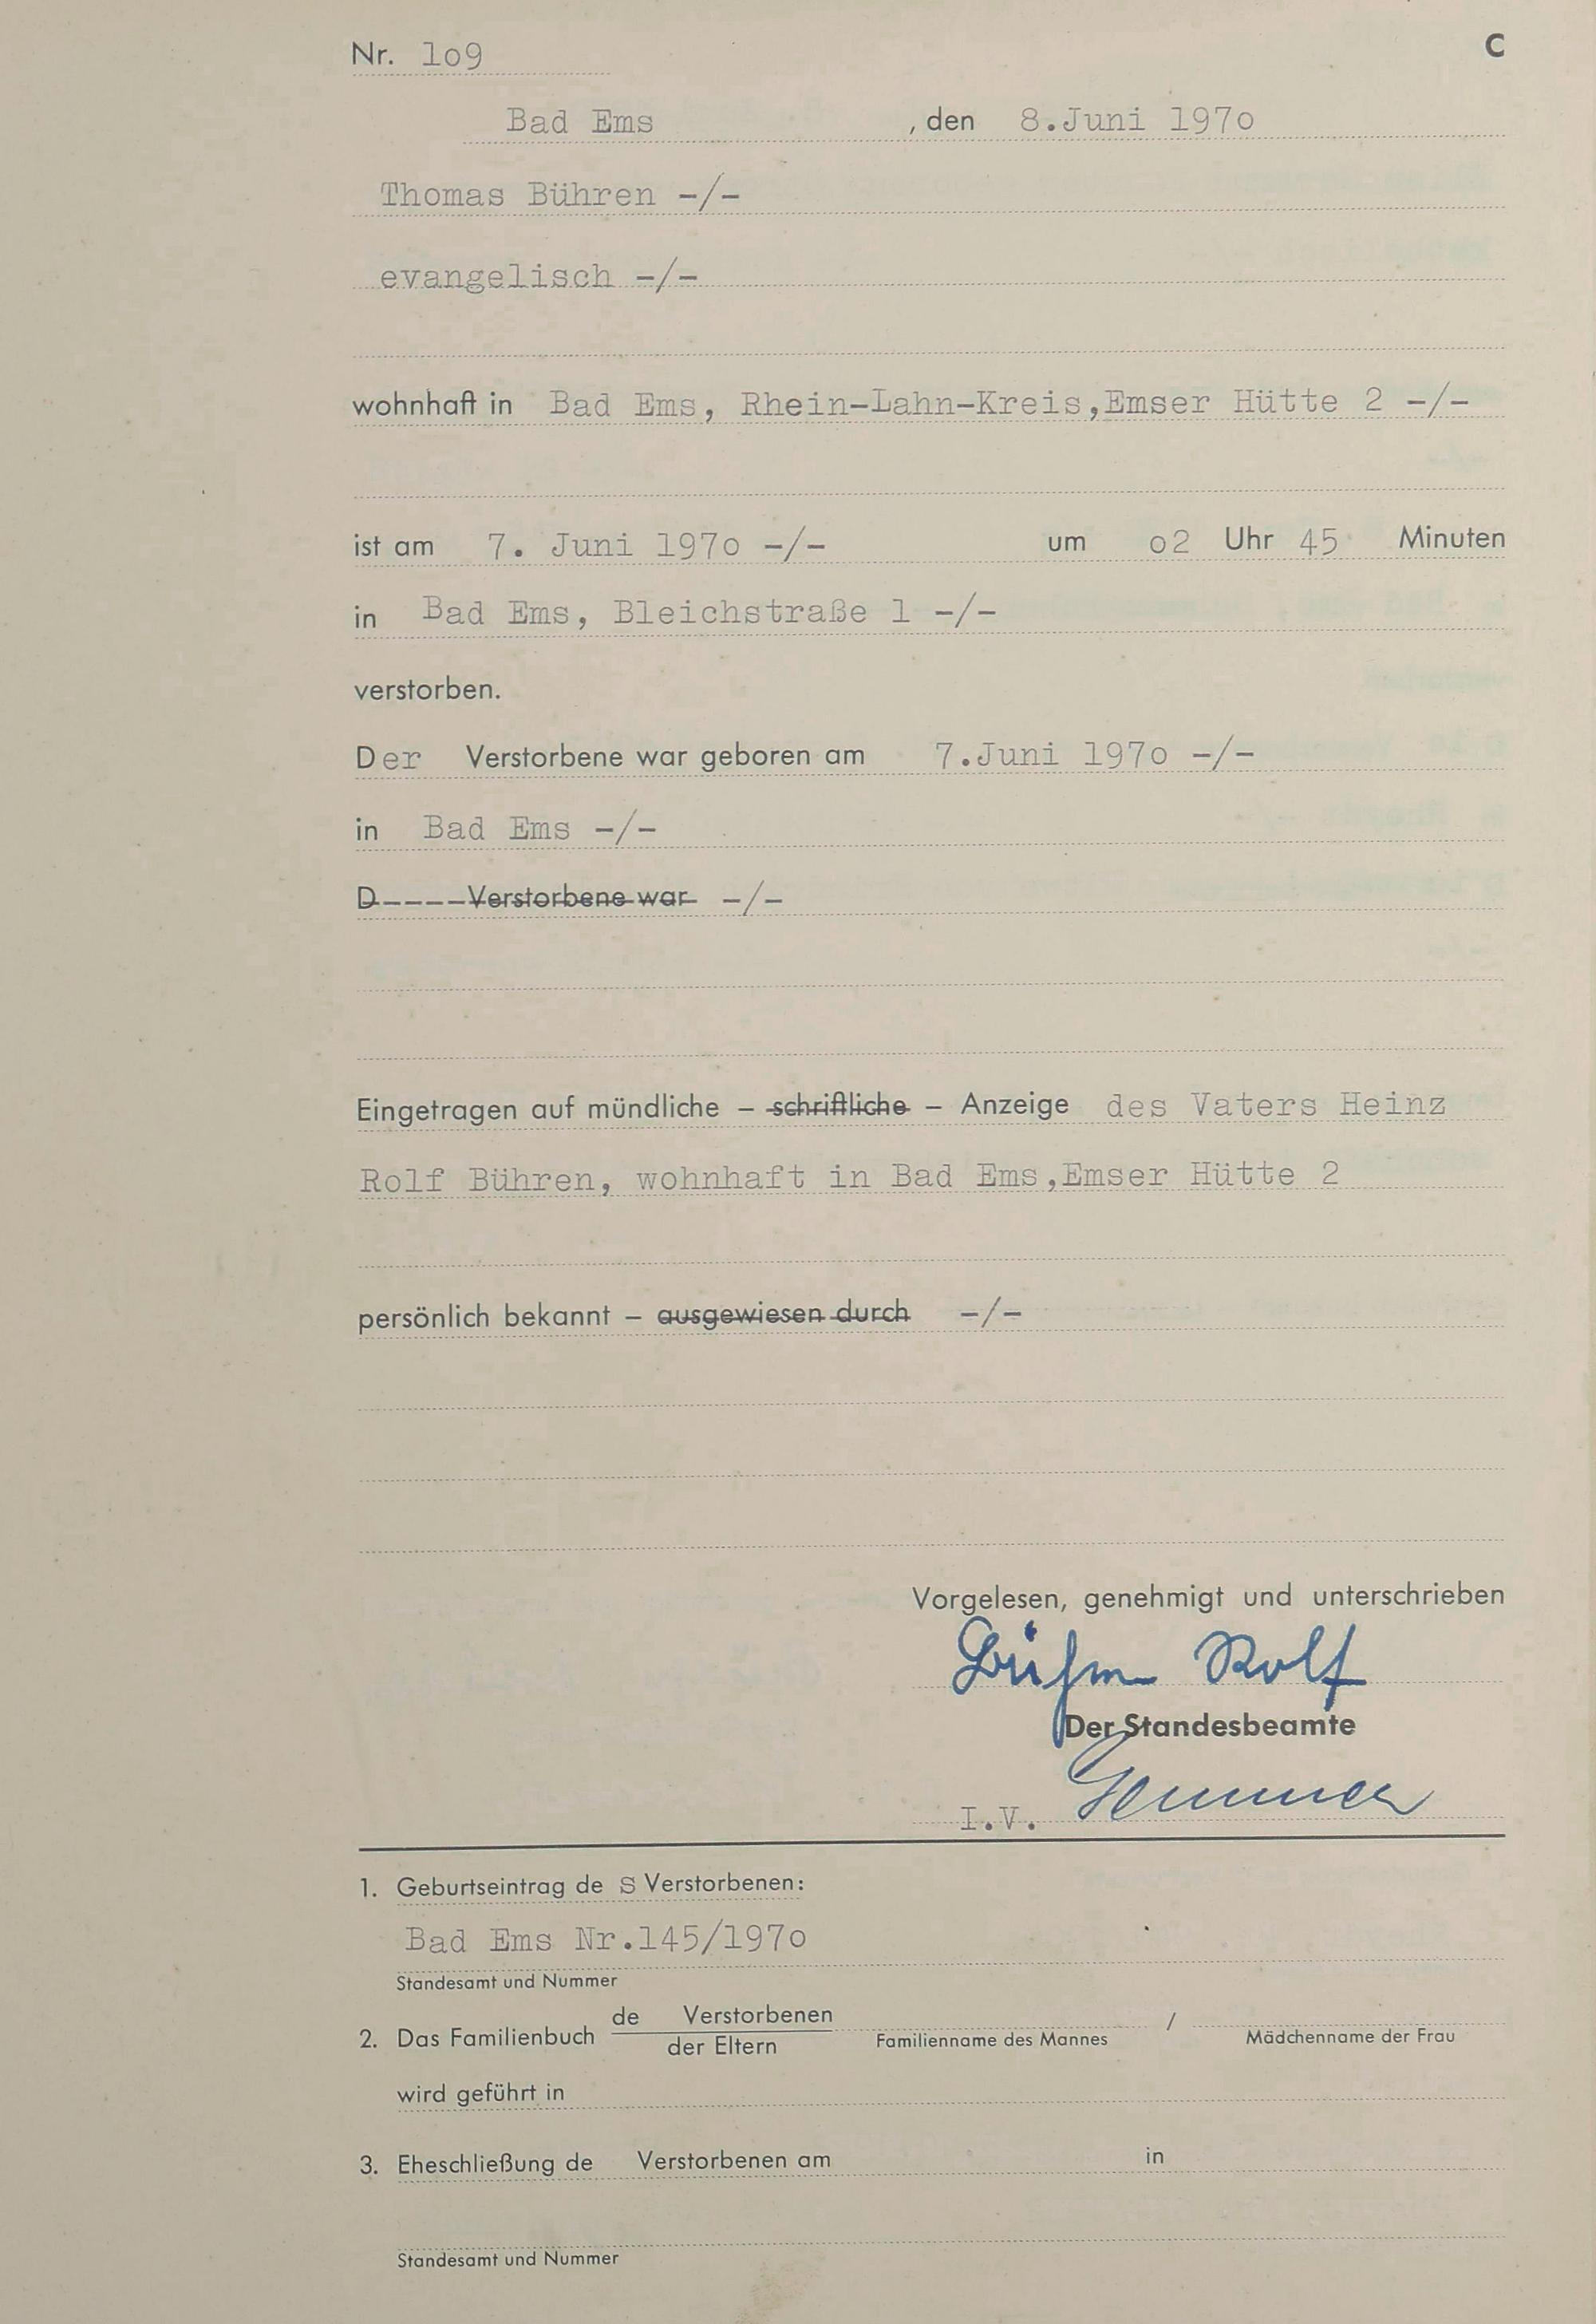 Nr. 1o9
C
Bad Ems , den 8.Juni 197o
Thomas Bühren -/-
evangelisch -/-
wohnhaft in Bad Ems, Rhein-Lahn-Kreis,Emser Hütte 2 -/-
ist am 7. Juni 197o -/- um o2 Uhr 45 Minuten
in Bad Ems, Bleichstraße 1 -/-
verstorben.
Der Verstorbene war geboren am 7.Juni 197o -/-
in Bad Ems -/-
D----Verstorbene war -/-
Eingetragen auf mündliche – schriftliche – Anzeige des Vaters Heinz
Rolf Bühren, wohnhaft in Bad Ems,Emser Hütte 2
persönlich bekannt – ausgewiesen durch -/-
Vorgelesen, genehmigt und unterschrieben
Bühren Rolf
Der Standesbeamte
I.V.
1. Geburtseintrag de s Verstorbenen:
Bad Ems Nr.145/197o
Standesamt und Nummer
2. Das Familienbuch de Verstorbenen / der Eltern
Familienname des Mannes / Mädchenname der Frau
wird geführt in
3. Eheschließung de Verstorbenen am in
Standesamt und Nummer